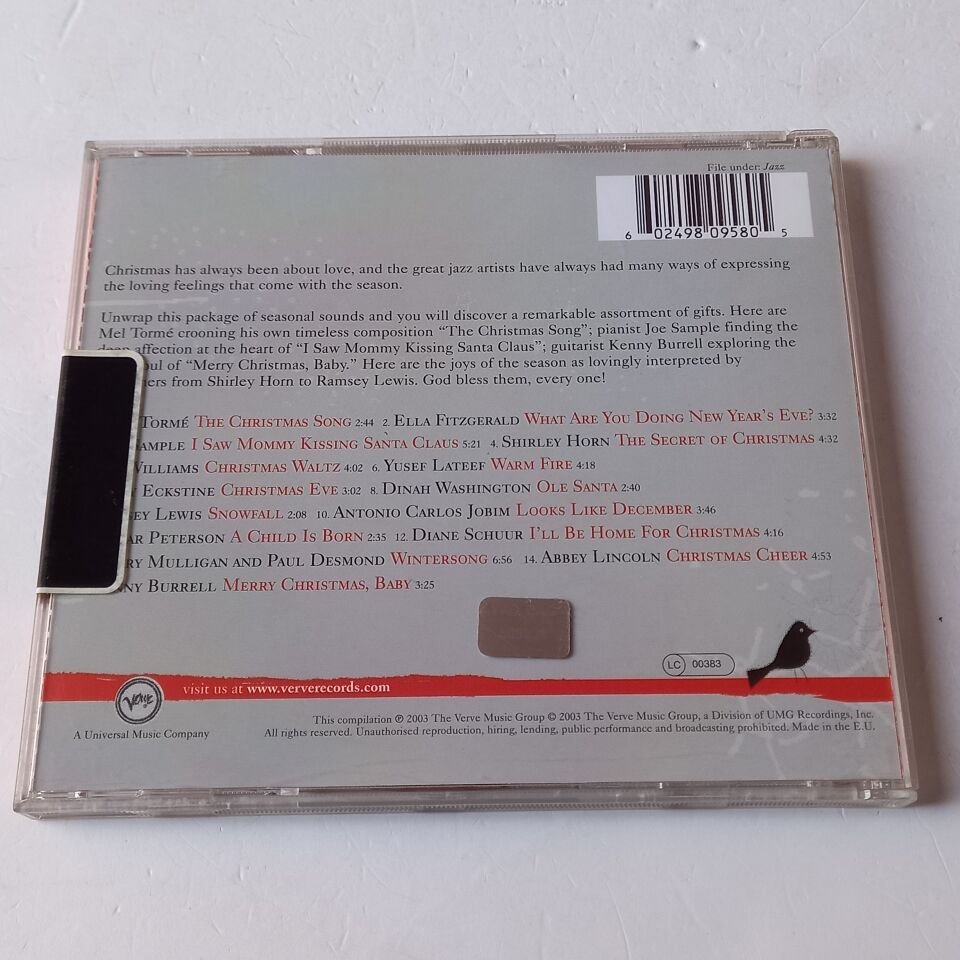 File under: Jazz
6 02498 09580 5
Christmas has always been about love, and the great jazz artists have always had many ways of expressing
the loving feelings that come with the season.
Unwrap this package of seasonal sounds and you will discover a remarkable assortment of gifts. Here are
Mel Tormé crooning his own timeless composition “The Christmas Song”; pianist Joe Sample finding the
deep affection at the heart of “I Saw Mommy Kissing Santa Claus”; guitarist Kenny Burrell exploring the
ul of “Merry Christmas, Baby.” Here are the joys of the season as lovingly interpreted by
ers from Shirley Horn to Ramsey Lewis. God bless them, every one!
Tormé The Christmas Song 2:44 2. Ella Fitzgerald What Are You Doing New Year's Eve? 3:32
ample I Saw Mommy Kissing Santa Claus 5:21 4. Shirley Horn The Secret of Christmas 4:32
illiams Christmas Waltz 4:02 6. Yusef Lateef Warm Fire 4:18
Eckstine Christmas Eve 3:02 8. Dinah Washington Ole Santa 2:40
ey Lewis Snowfall 2:08 10. Antonio Carlos Jobim Looks Like December 3:46
ar Peterson A Child Is Born 2:35 12. Diane Schuur I'll Be Home For Christmas 4:16
ry Mulligan and Paul Desmond Wintersong 6:56 14. Abbey Lincoln Christmas Cheer 4:53
ny Burrell Merry Christmas, Baby 3:25
LC 00383
Verve
visit us at www.ververecords.com
A Universal Music Company
This compilation ℗ 2003 The Verve Music Group © 2003 The Verve Music Group, a Division of UMG Recordings, Inc.
All rights reserved. Unauthorised reproduction, hiring, lending, public performance and broadcasting prohibited. Made in the E.U.